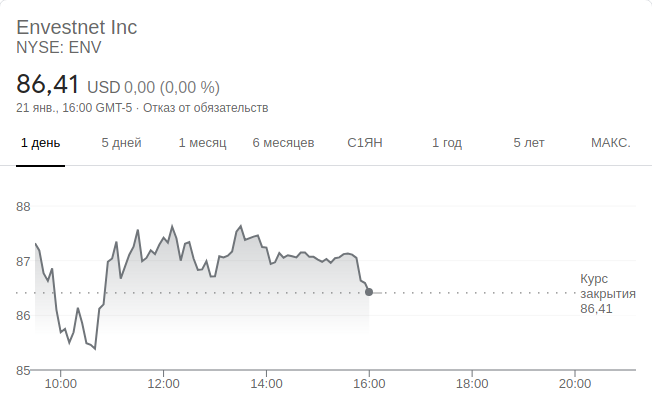 Envestnet Inc
NYSE: ENV
86,41 USD 0,00 (0,00 %)
21 янв., 16:00 GMT-5 · Отказ от обязательств
1 день 5 дней 1 месяц 6 месяцев С1ЯН 1 год 5 лет МАКС.
88
87
86
85
Курс
закрытия
86,41
10:00 12:00 14:00 16:00 18:00 20:00